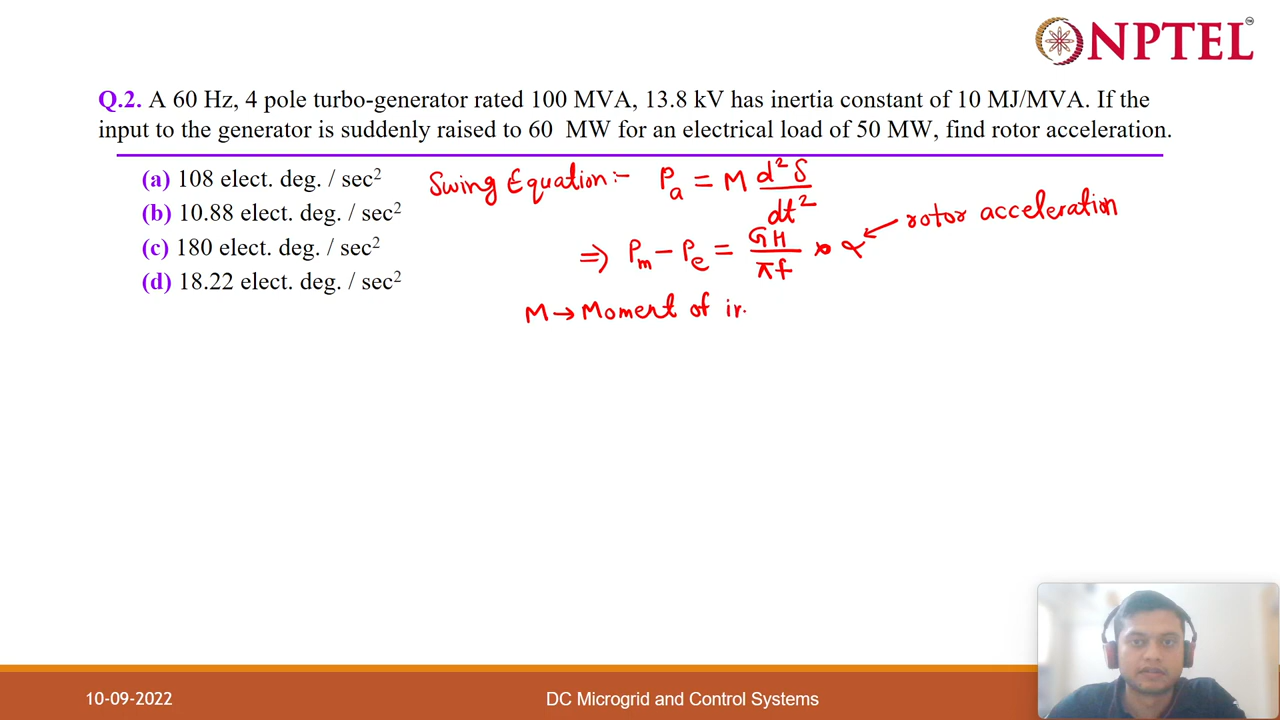 NPTEL
Q.2. A 60 Hz, 4 pole turbo-generator rated 100 MVA, 13.8 kV has inertia constant of 10 MJ/MVA. If the
input to the generator is suddenly raised to 60 MW for an electrical load of 50 MW, find rotor acceleration.
(a) 108 elect. deg. / sec²
(b) 10.88 elect. deg. / sec²
(c) 180 elect. deg. / sec²
(d) 18.22 elect. deg. / sec²
Swing Equation:- Pₐ = M d²δ/dt²
⇒ Pₘ - Pₑ = GH/πf * α ← rotor acceleration
M → Moment of in
10-09-2022
DC Microgrid and Control Systems